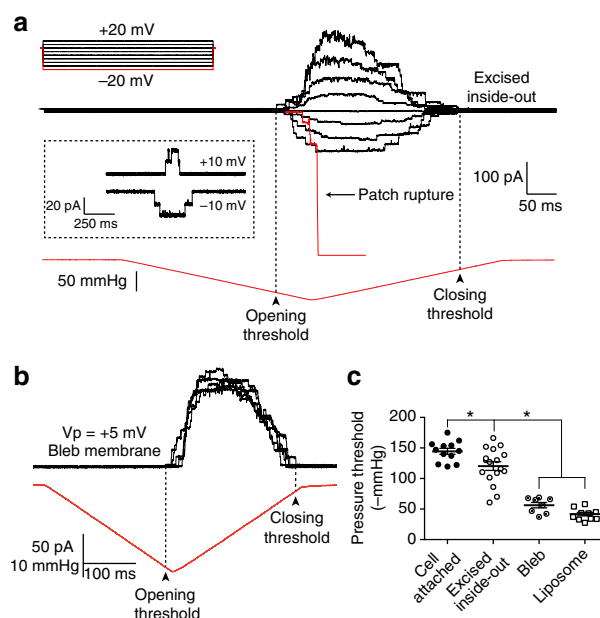 a
+20 mV
−20 mV
Excised
inside-out
+10 mV
−10 mV
20 pA
250 ms
Patch rupture
100 pA
50 ms
50 mmHg
Opening
threshold
Closing
threshold
b
Vp = +5 mV
Bleb membrane
50 pA
10 mmHg
100 ms
Closing
threshold
Opening
threshold
c
Pressure threshold
(−mmHg)
200
150
100
50
0
*
*
Cell
attached
Excised
inside-out
Bleb
Liposome